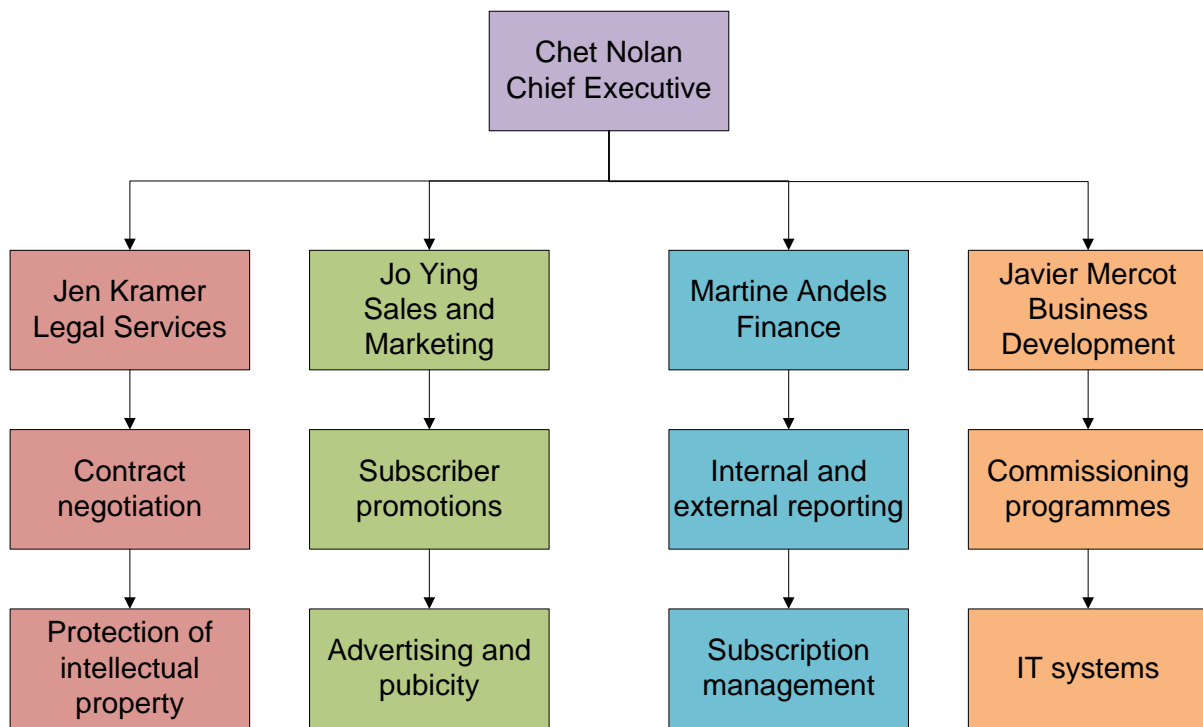 Chet Nolan
Chief Executive
Jen Kramer
Legal Services
Jo Ying
Sales and
Marketing
Martine Andels
Finance
Javier Mercot
Business
Development
Contract
negotiation
Subscriber
promotions
Internal and
external reporting
Commissioning
programmes
Protection of
intellectual
property
Advertising and
pubicity
Subscription
management
IT systems